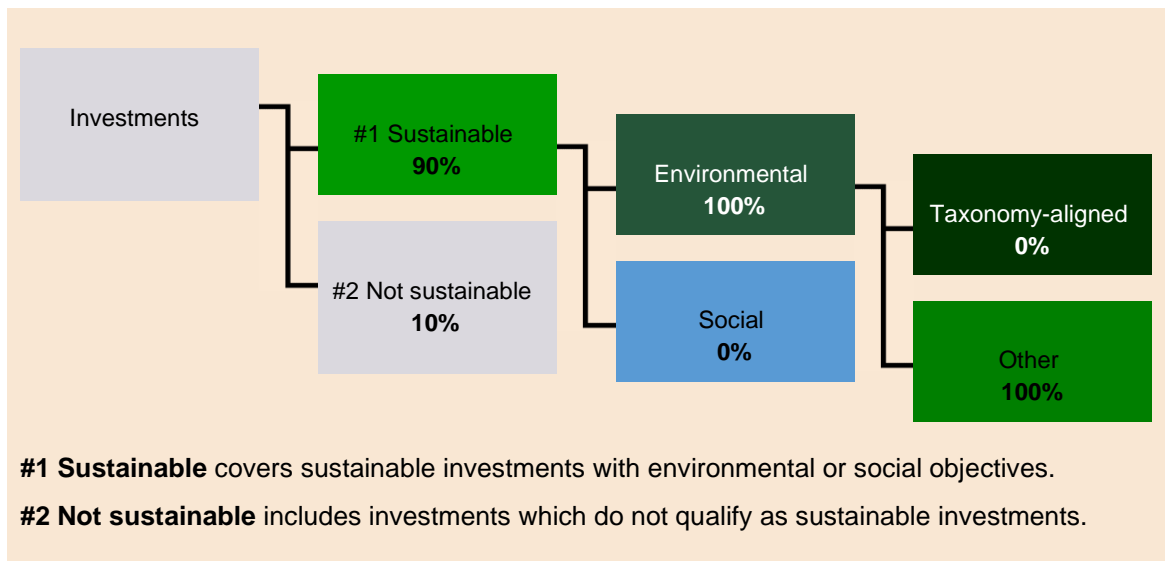 Investments
#1 Sustainable
90%
#2 Not sustainable
10%
Environmental
100%
Social
0%
Taxonomy-aligned
0%
Other
100%
#1 Sustainable covers sustainable investments with environmental or social objectives.
#2 Not sustainable includes investments which do not qualify as sustainable investments.